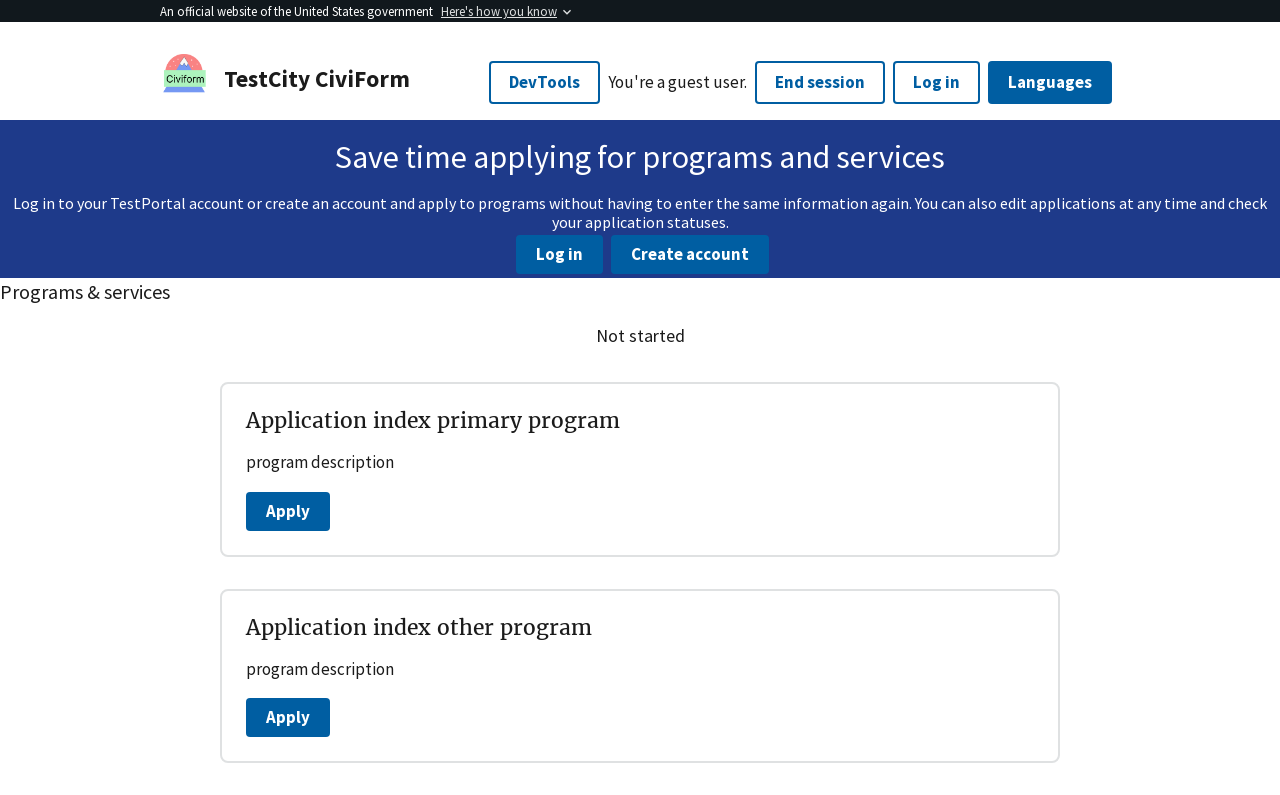 An official website of the United States government Here's how you know
Civiform
TestCity CiviForm
DevTools
You're a guest user.
End session
Log in
Languages
Save time applying for programs and services
Log in to your TestPortal account or create an account and apply to programs without having to enter the same information again. You can also edit applications at any time and check
your application statuses.
Log in
Create account
Programs & services
Not started
Application index primary program
program description
Apply
Application index other program
program description
Apply